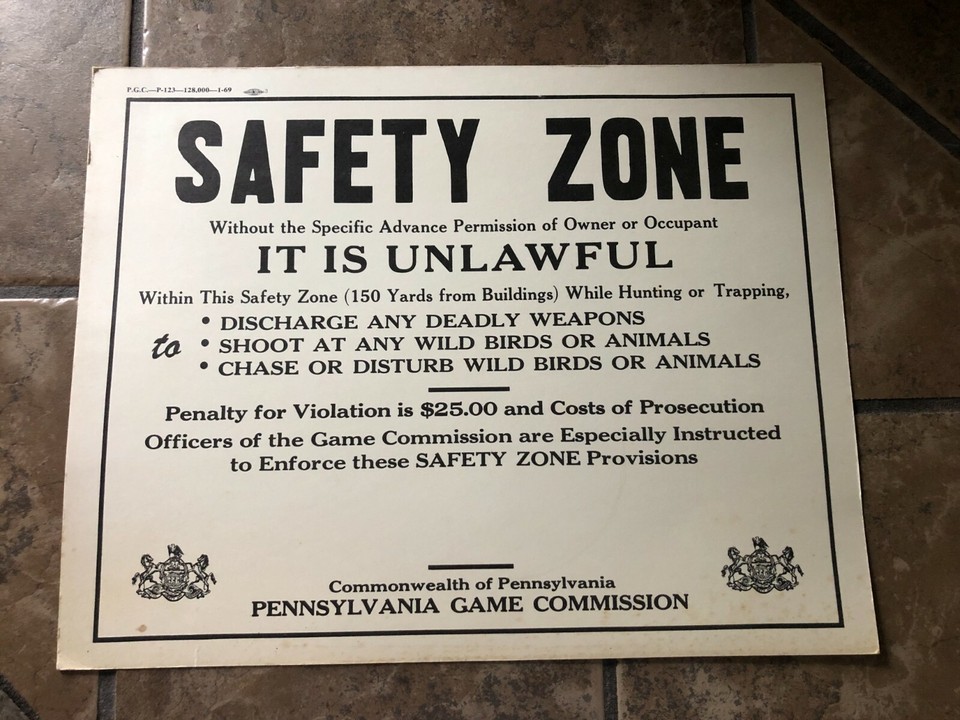 P.G.C.—P-123—128,000—1-69
SAFETY ZONE
Without the Specific Advance Permission of Owner or Occupant
IT IS UNLAWFUL
Within This Safety Zone (150 Yards from Buildings) While Hunting or Trapping,
to
• DISCHARGE ANY DEADLY WEAPONS
• SHOOT AT ANY WILD BIRDS OR ANIMALS
• CHASE OR DISTURB WILD BIRDS OR ANIMALS
Penalty for Violation is $25.00 and Costs of Prosecution
Officers of the Game Commission are Especially Instructed
to Enforce these SAFETY ZONE Provisions
Commonwealth of Pennsylvania
PENNSYLVANIA GAME COMMISSION